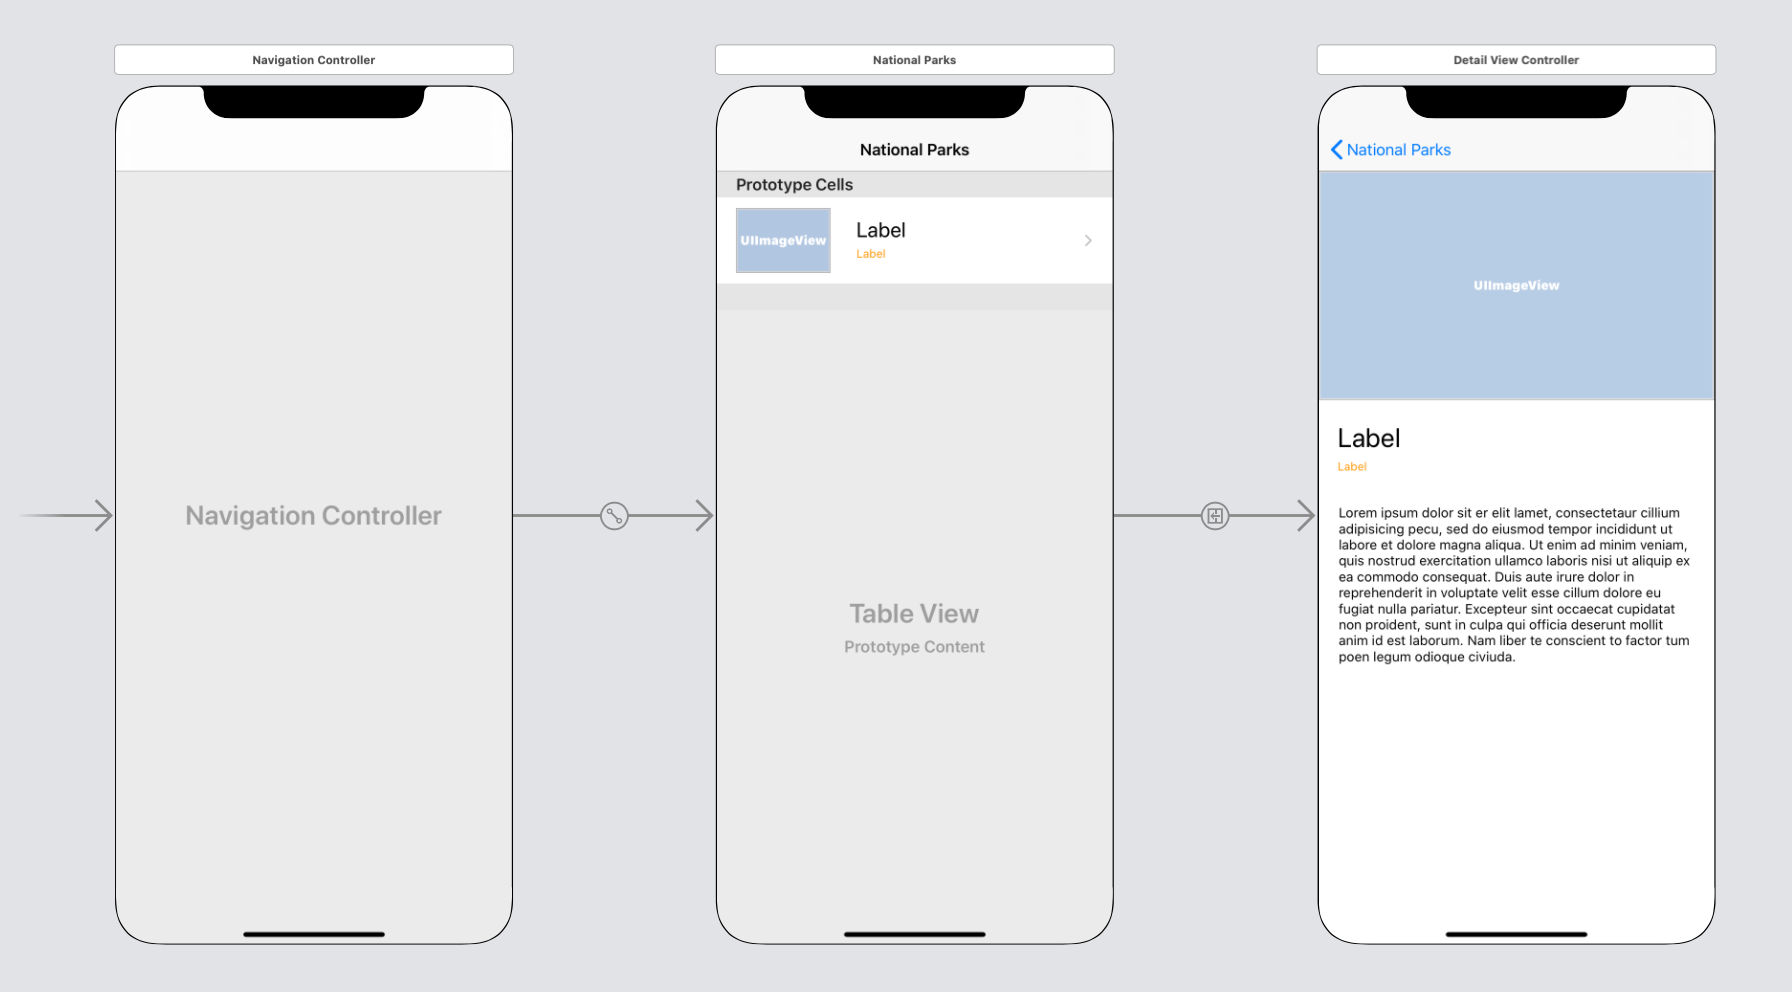 Navigation Controller
Navigation Controller
National Parks
National Parks
Prototype Cells
UIImageView
Label
Label
Table View
Prototype Content
Detail View Controller
National Parks
UIImageView
Label
Label
Lorem ipsum dolor sit er elit lamet, consectetaur cillium
adipisicing pecu, sed do eiusmod tempor incididunt ut
labore et dolore magna aliqua. Ut enim ad minim veniam,
quis nostrud exercitation ullamco laboris nisi ut aliquip ex
ea commodo consequat. Duis aute irure dolor in
reprehenderit in voluptate velit esse cillum dolore eu
fugiat nulla pariatur. Excepteur sint occaecat cupidatat
non proident, sunt in culpa qui officia deserunt mollit
anim id est laborum. Nam liber te conscient to factor tum
poen legum odioque civiuda.